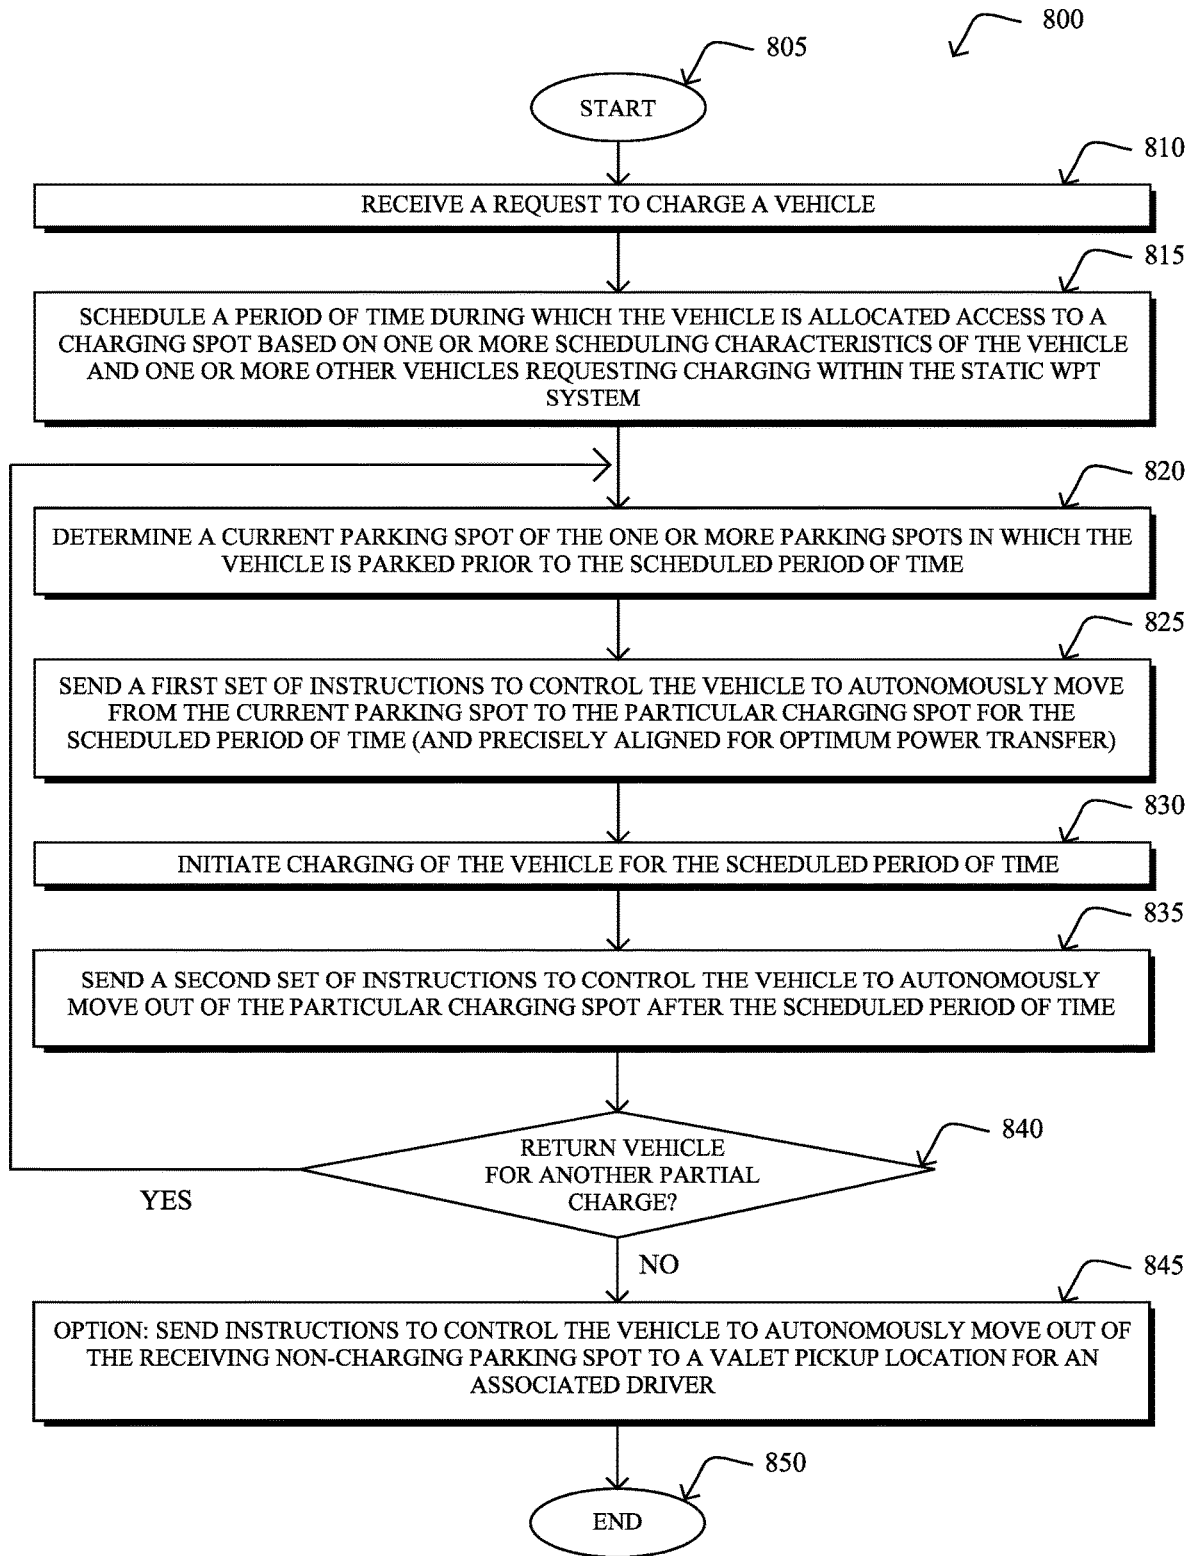 800
805
START
810
RECEIVE A REQUEST TO CHARGE A VEHICLE
815
SCHEDULE A PERIOD OF TIME DURING WHICH THE VEHICLE IS ALLOCATED ACCESS TO A
CHARGING SPOT BASED ON ONE OR MORE SCHEDULING CHARACTERISTICS OF THE VEHICLE
AND ONE OR MORE OTHER VEHICLES REQUESTING CHARGING WITHIN THE STATIC WPT
SYSTEM
820
DETERMINE A CURRENT PARKING SPOT OF THE ONE OR MORE PARKING SPOTS IN WHICH THE
VEHICLE IS PARKED PRIOR TO THE SCHEDULED PERIOD OF TIME
825
SEND A FIRST SET OF INSTRUCTIONS TO CONTROL THE VEHICLE TO AUTONOMOUSLY MOVE
FROM THE CURRENT PARKING SPOT TO THE PARTICULAR CHARGING SPOT FOR THE
SCHEDULED PERIOD OF TIME (AND PRECISELY ALIGNED FOR OPTIMUM POWER TRANSFER)
830
INITIATE CHARGING OF THE VEHICLE FOR THE SCHEDULED PERIOD OF TIME
835
SEND A SECOND SET OF INSTRUCTIONS TO CONTROL THE VEHICLE TO AUTONOMOUSLY
MOVE OUT OF THE PARTICULAR CHARGING SPOT AFTER THE SCHEDULED PERIOD OF TIME
840
RETURN VEHICLE
FOR ANOTHER PARTIAL
CHARGE?
YES
NO
845
OPTION: SEND INSTRUCTIONS TO CONTROL THE VEHICLE TO AUTONOMOUSLY MOVE OUT OF
THE RECEIVING NON-CHARGING PARKING SPOT TO A VALET PICKUP LOCATION FOR AN
ASSOCIATED DRIVER
850
END